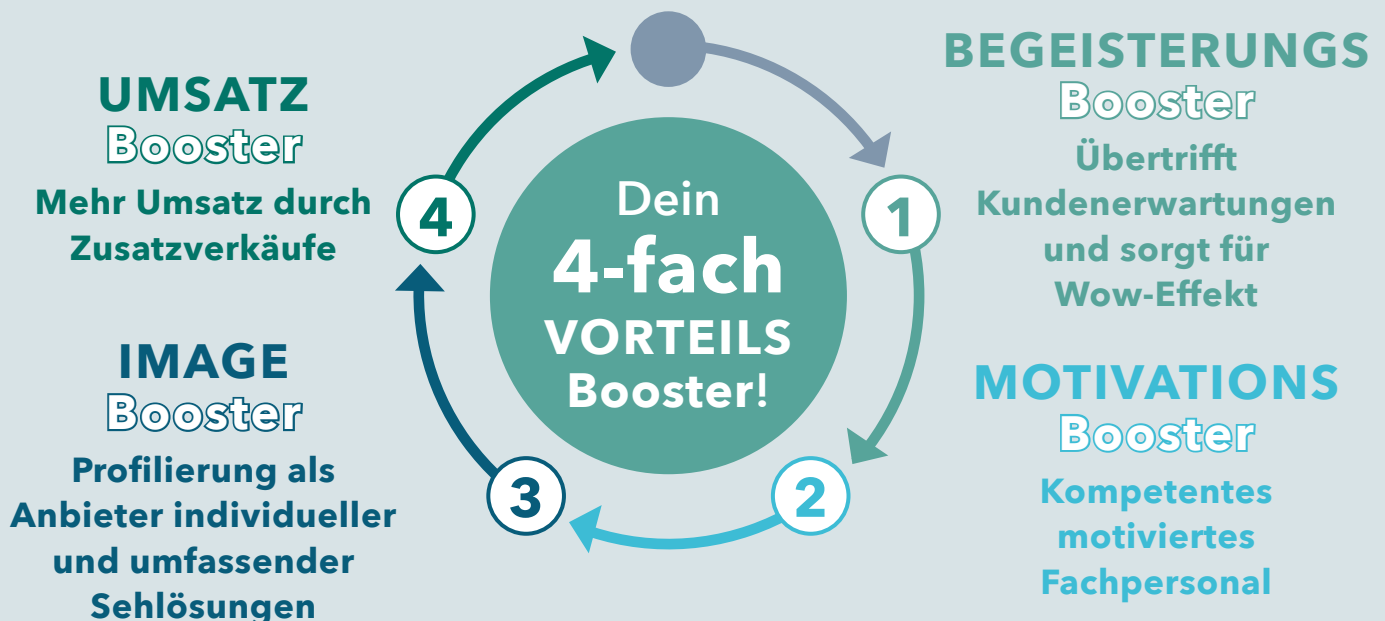 Dein
4-fach
VORTEILS
Booster!
1
BEGEISTERUNGS
Booster
Übertrifft
Kundenerwartungen
und sorgt für
Wow-Effekt
2
MOTIVATIONS
Booster
Kompetentes
motiviertes
Fachpersonal
3
IMAGE
Booster
Profilierung als
Anbieter individueller
und umfassender
Sehlösungen
4
UMSATZ
Booster
Mehr Umsatz durch
Zusatzverkäufe